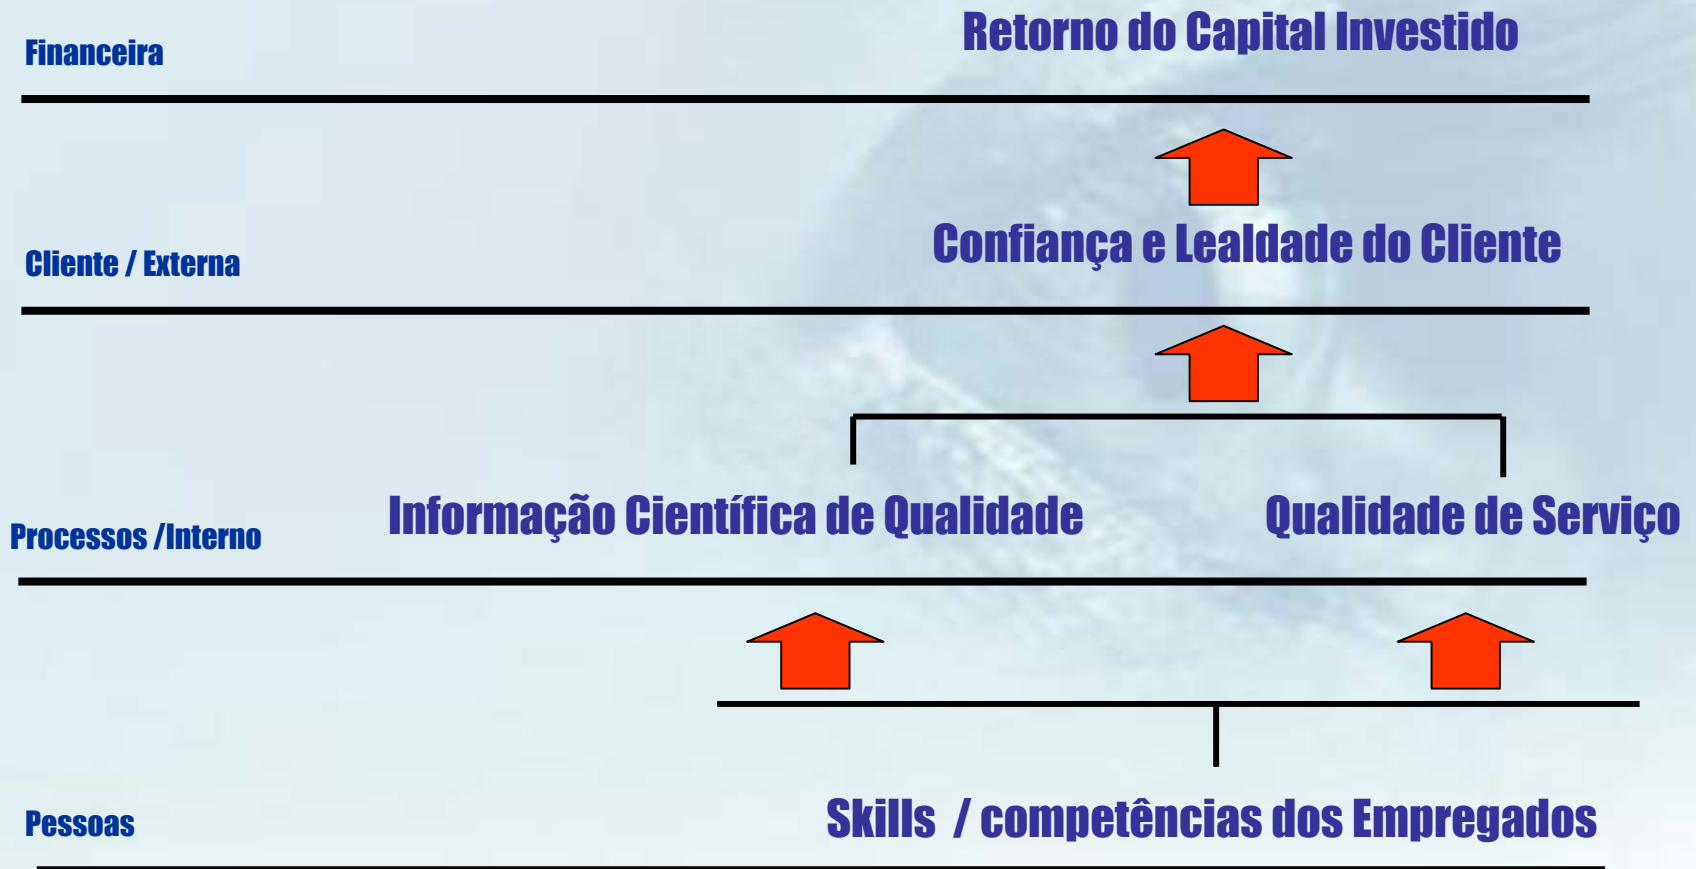 Retorno do Capital Investido
Financeira
Confiança e Lealdade do Cliente
Cliente / Externa
Informação Científica de Qualidade
Qualidade de Serviço
Processos /Interno
Skills / competências dos Empregados
Pessoas